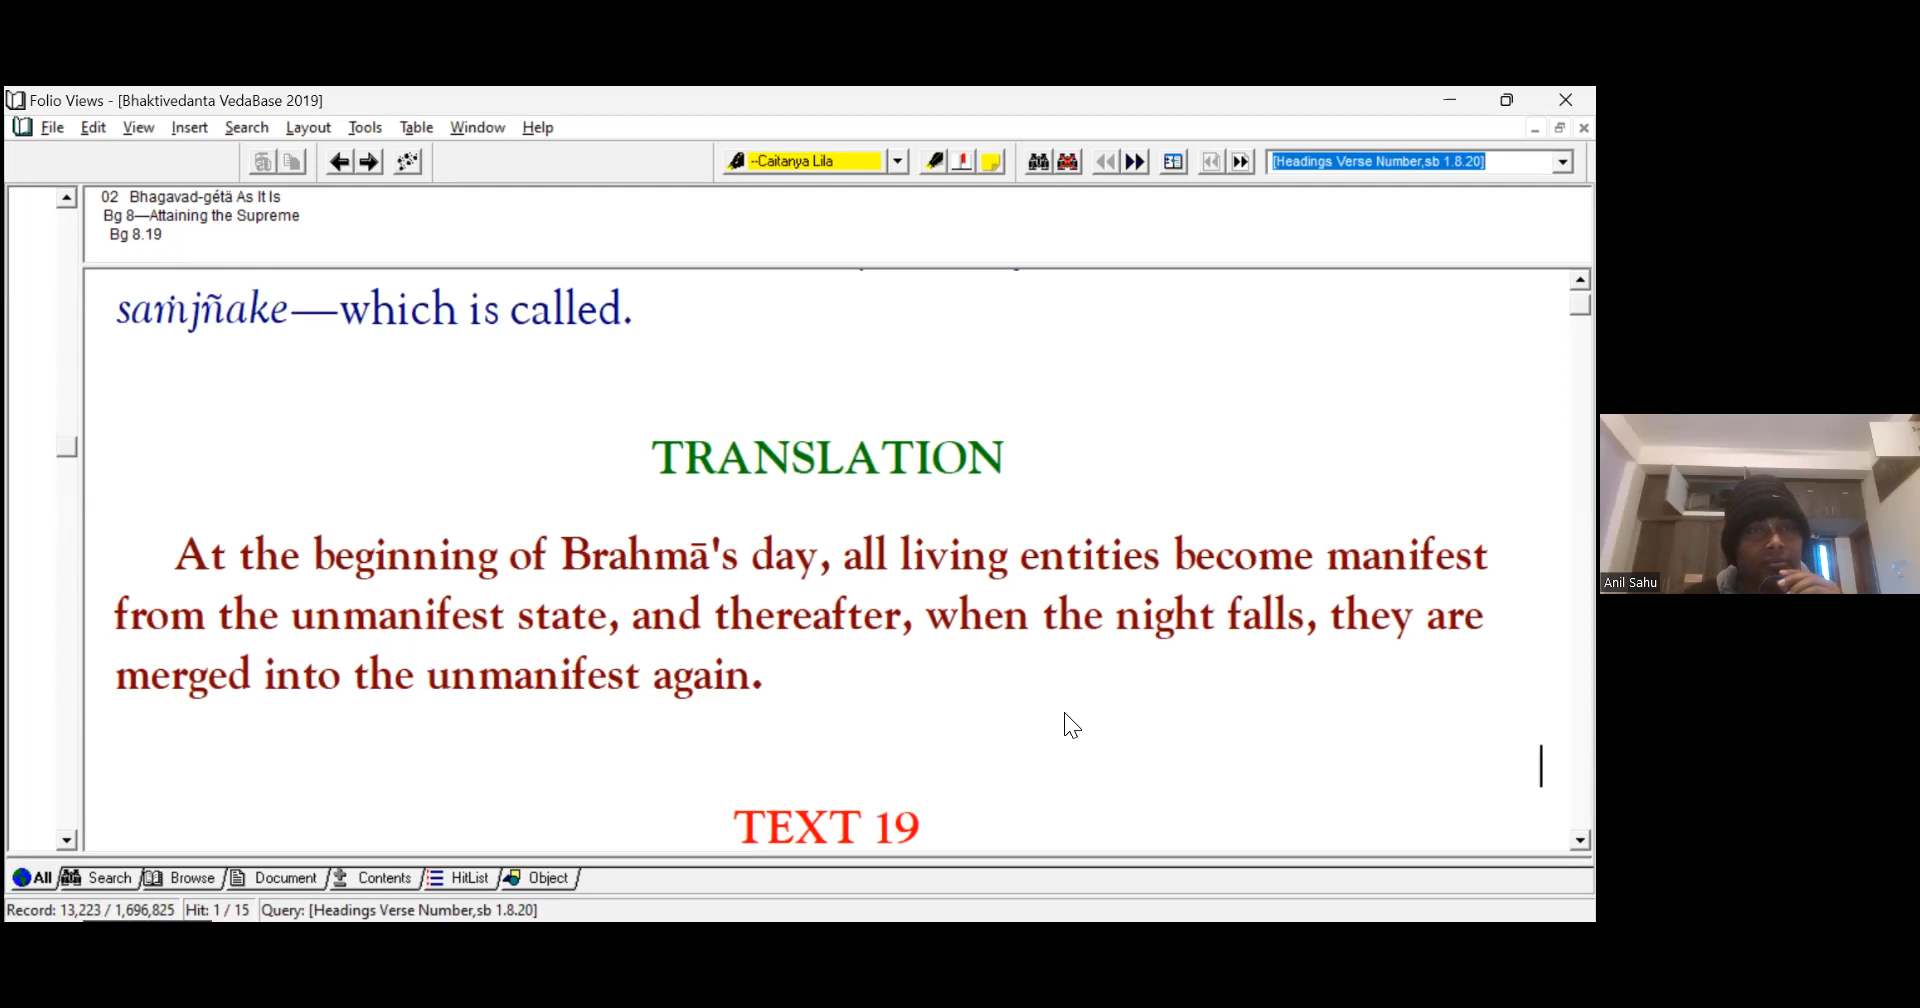 Folio Views - [Bhaktivedanta VedaBase 2019]
File Edit View Insert Search Layout Tools Table Window Help
--Caitanya Lila
[Headings Verse Number,sb 1.8.20]
02 Bhagavad-gétä As It Is
Bg 8—Attaining the Supreme
Bg 8.19
saṁjñake—which is called.
TRANSLATION
At the beginning of Brahmā's day, all living entities become manifest
from the unmanifest state, and thereafter, when the night falls, they are
merged into the unmanifest again.
TEXT 19
Anil Sahu
All Search Browse Document Contents HitList Object
Record: 13,223 / 1,696,825 Hit: 1 / 15 Query: [Headings Verse Number,sb 1.8.20]